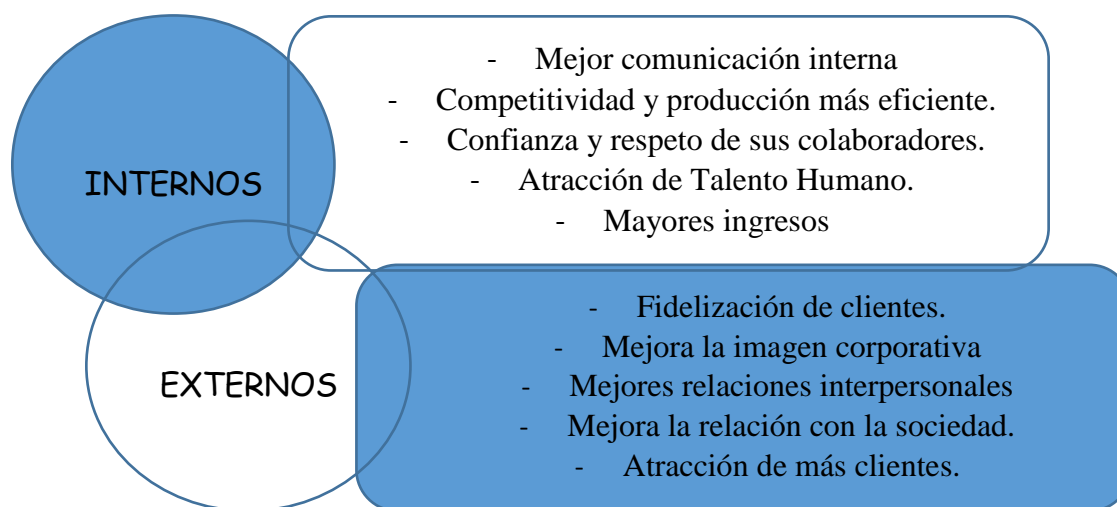 INTERNOS
- Mejor comunicación interna
- Competitividad y producción más eficiente.
- Confianza y respeto de sus colaboradores.
- Atracción de Talento Humano.
- Mayores ingresos
EXTERNOS
- Fidelización de clientes.
- Mejora la imagen corporativa
- Mejores relaciones interpersonales
- Mejora la relación con la sociedad.
- Atracción de más clientes.